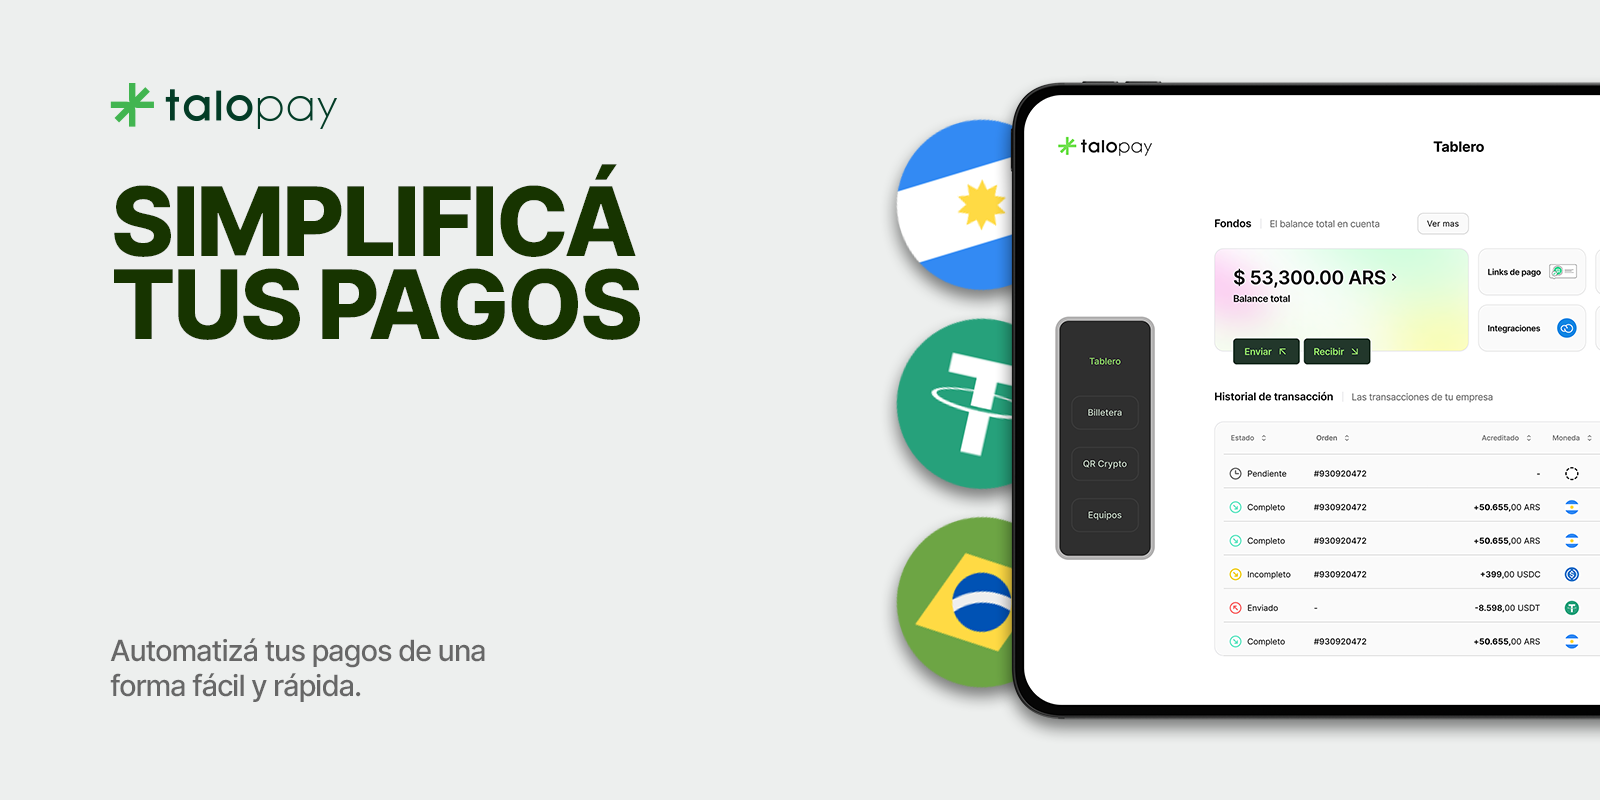 talopay
SIMPLIFICÁ
TUS PAGOS
Automatizá tus pagos de una
forma fácil y rápida.
talopay
Tablero
Tablero
Billetera
QR Crypto
Equipos
Fondos El balance total en cuenta Ver mas
$ 53,300.00 ARS ›
Balance total
Enviar Recibir
Links de pago
Integraciones
Historial de transacción Las transacciones de tu empresa
Estado Orden Acreditado Moneda
Pendiente #930920472 -
Completo #930920472 +50.655,00 ARS
Completo #930920472 +50.655,00 ARS
Incompleto #930920472 +399,00 USDC
Enviado - -8.598,00 USDT
Completo #930920472 +50.655,00 ARS